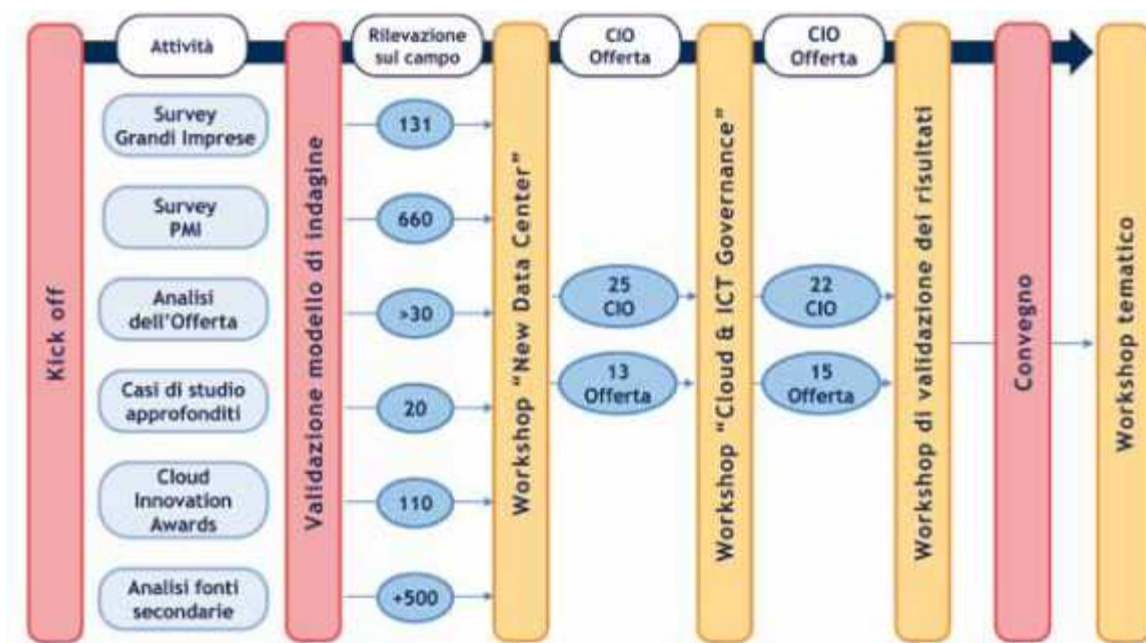 Kick off
Attività
Survey
Grandi Imprese
Survey
PMI
Analisi
dell'Offerta
Casi di studio
approfonditi
Cloud
Innovation
Awards
Analisi fonti
secondarie
Validazione modello di indagine
Rilevazione
sul campo
131
660
>30
20
110
+500
Workshop "New Data Center"
CIO
Offerta
25
CIO
13
Offerta
Workshop "Cloud & ICT Governance"
CIO
Offerta
22
CIO
15
Offerta
Workshop di validazione dei risultati
Convegno
Workshop tematico